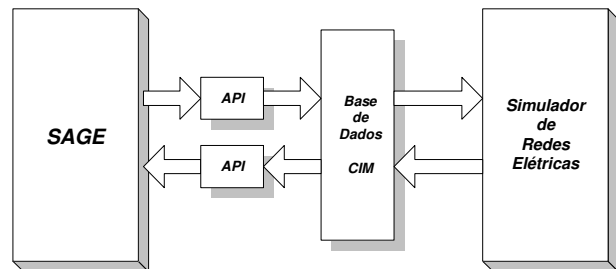 SAGE
API
API
Base
de
Dados
CIM
Simulador
de
Redes
Elétricas